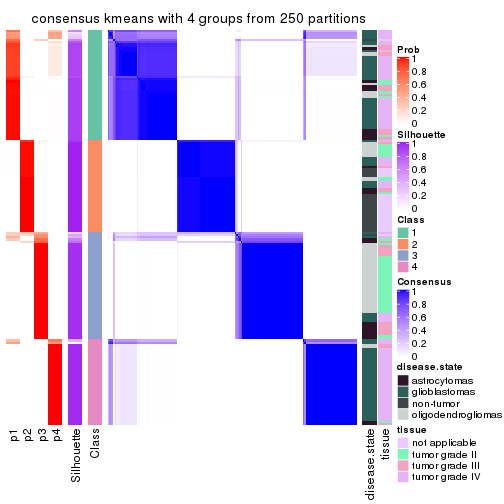 consensus kmeans with 4 groups from 250 partitions
Prob
1
0.8
0.6
0.4
0.2
0
Silhouette
1
0.8
0.6
0.4
0.2
0
Class
1
2
3
4
Consensus
1
0.8
0.6
0.4
0.2
0
disease.state
astrocytomas
glioblastomas
non-tumor
oligodendrogliomas
tissue
not applicable
tumor grade II
tumor grade III
tumor grade IV
p1
p2
p3
p4
Silhouette
Class
disease.state
tissue